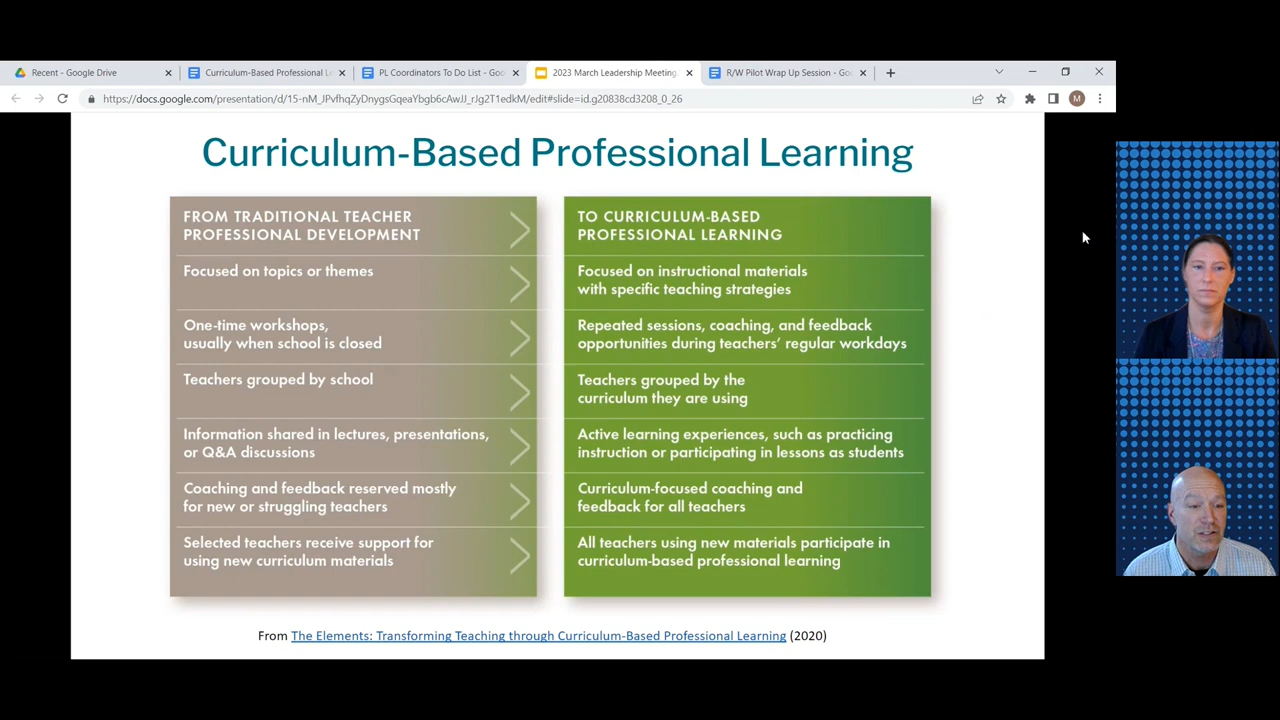 Recent - Google Drive
Curriculum-Based Professional Le
PL Coordinators To Do List - Goo
2023 March Leadership Meeting
R/W Pilot Wrap Up Session - Go
https://docs.google.com/presentation/d/15-nM_JPvfhqZyDnygsGqeaYbgb6cAwJJ_rJg2T1edkM/edit#slide=id.g20838cd3208_0_26
M
Curriculum-Based Professional Learning
FROM TRADITIONAL TEACHER
PROFESSIONAL DEVELOPMENT
TO CURRICULUM-BASED
PROFESSIONAL LEARNING
Focused on topics or themes
Focused on instructional materials
with specific teaching strategies
One-time workshops,
usually when school is closed
Repeated sessions, coaching, and feedback
opportunities during teachers’ regular workdays
Teachers grouped by school
Teachers grouped by the
curriculum they are using
Information shared in lectures, presentations,
or Q&A discussions
Active learning experiences, such as practicing
instruction or participating in lessons as students
Coaching and feedback reserved mostly
for new or struggling teachers
Curriculum-focused coaching and
feedback for all teachers
Selected teachers receive support for
using new curriculum materials
All teachers using new materials participate in
curriculum-based professional learning
From The Elements: Transforming Teaching through Curriculum-Based Professional Learning (2020)